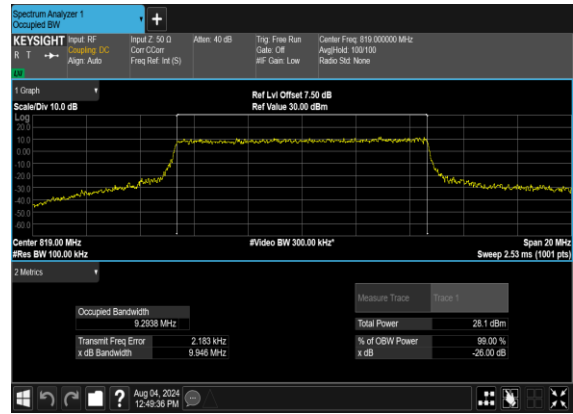 Spectrum Analyzer 1
Occupied BW
+
KEYSIGHT Input: RF Input Z: 50 Ω Atten: 40 dB Trig: Free Run Center Freq: 819.000000 MHz
R T Coupling: DC Corr CCorr Gate: Off Avg|Hold: 100/100
Align: Auto Freq Ref: Int (S) #IF Gain: Low Radio Std: None
LW
1 Graph
Ref Lvl Offset 7.50 dB
Scale/Div 10.0 dB Ref Value 30.00 dBm
Log
20.0
10.0
0.00
-10.0
-20.0
-30.0
-40.0
-50.0
-60.0
Center 819.00 MHz #Video BW 300.00 kHz* Span 20 MHz
#Res BW 100.00 kHz Sweep 2.53 ms (1001 pts)
2 Metrics
Measure Trace Trace 1
Occupied Bandwidth
9.2938 MHz Total Power 28.1 dBm
Transmit Freq Error 2.183 kHz % of OBW Power 99.00 %
x dB Bandwidth 9.946 MHz x dB -26.00 dB
? Aug 04, 2024
12:49:36 PM